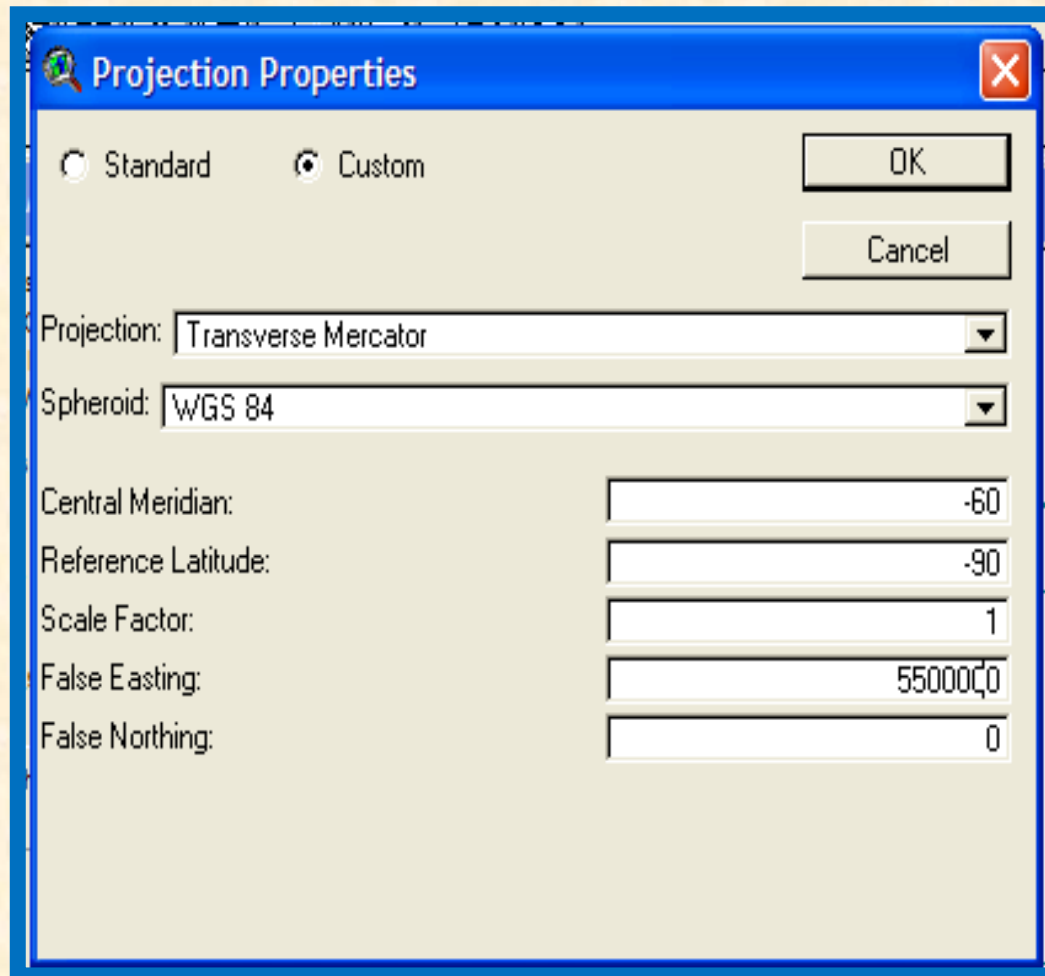 Projection Properties
Standard
Custom
OK
Cancel
Projection: Transverse Mercator
Spheroid: WGS 84
Central Meridian: -60
Reference Latitude: -90
Scale Factor: 1
False Easting: 5500000
False Northing: 0